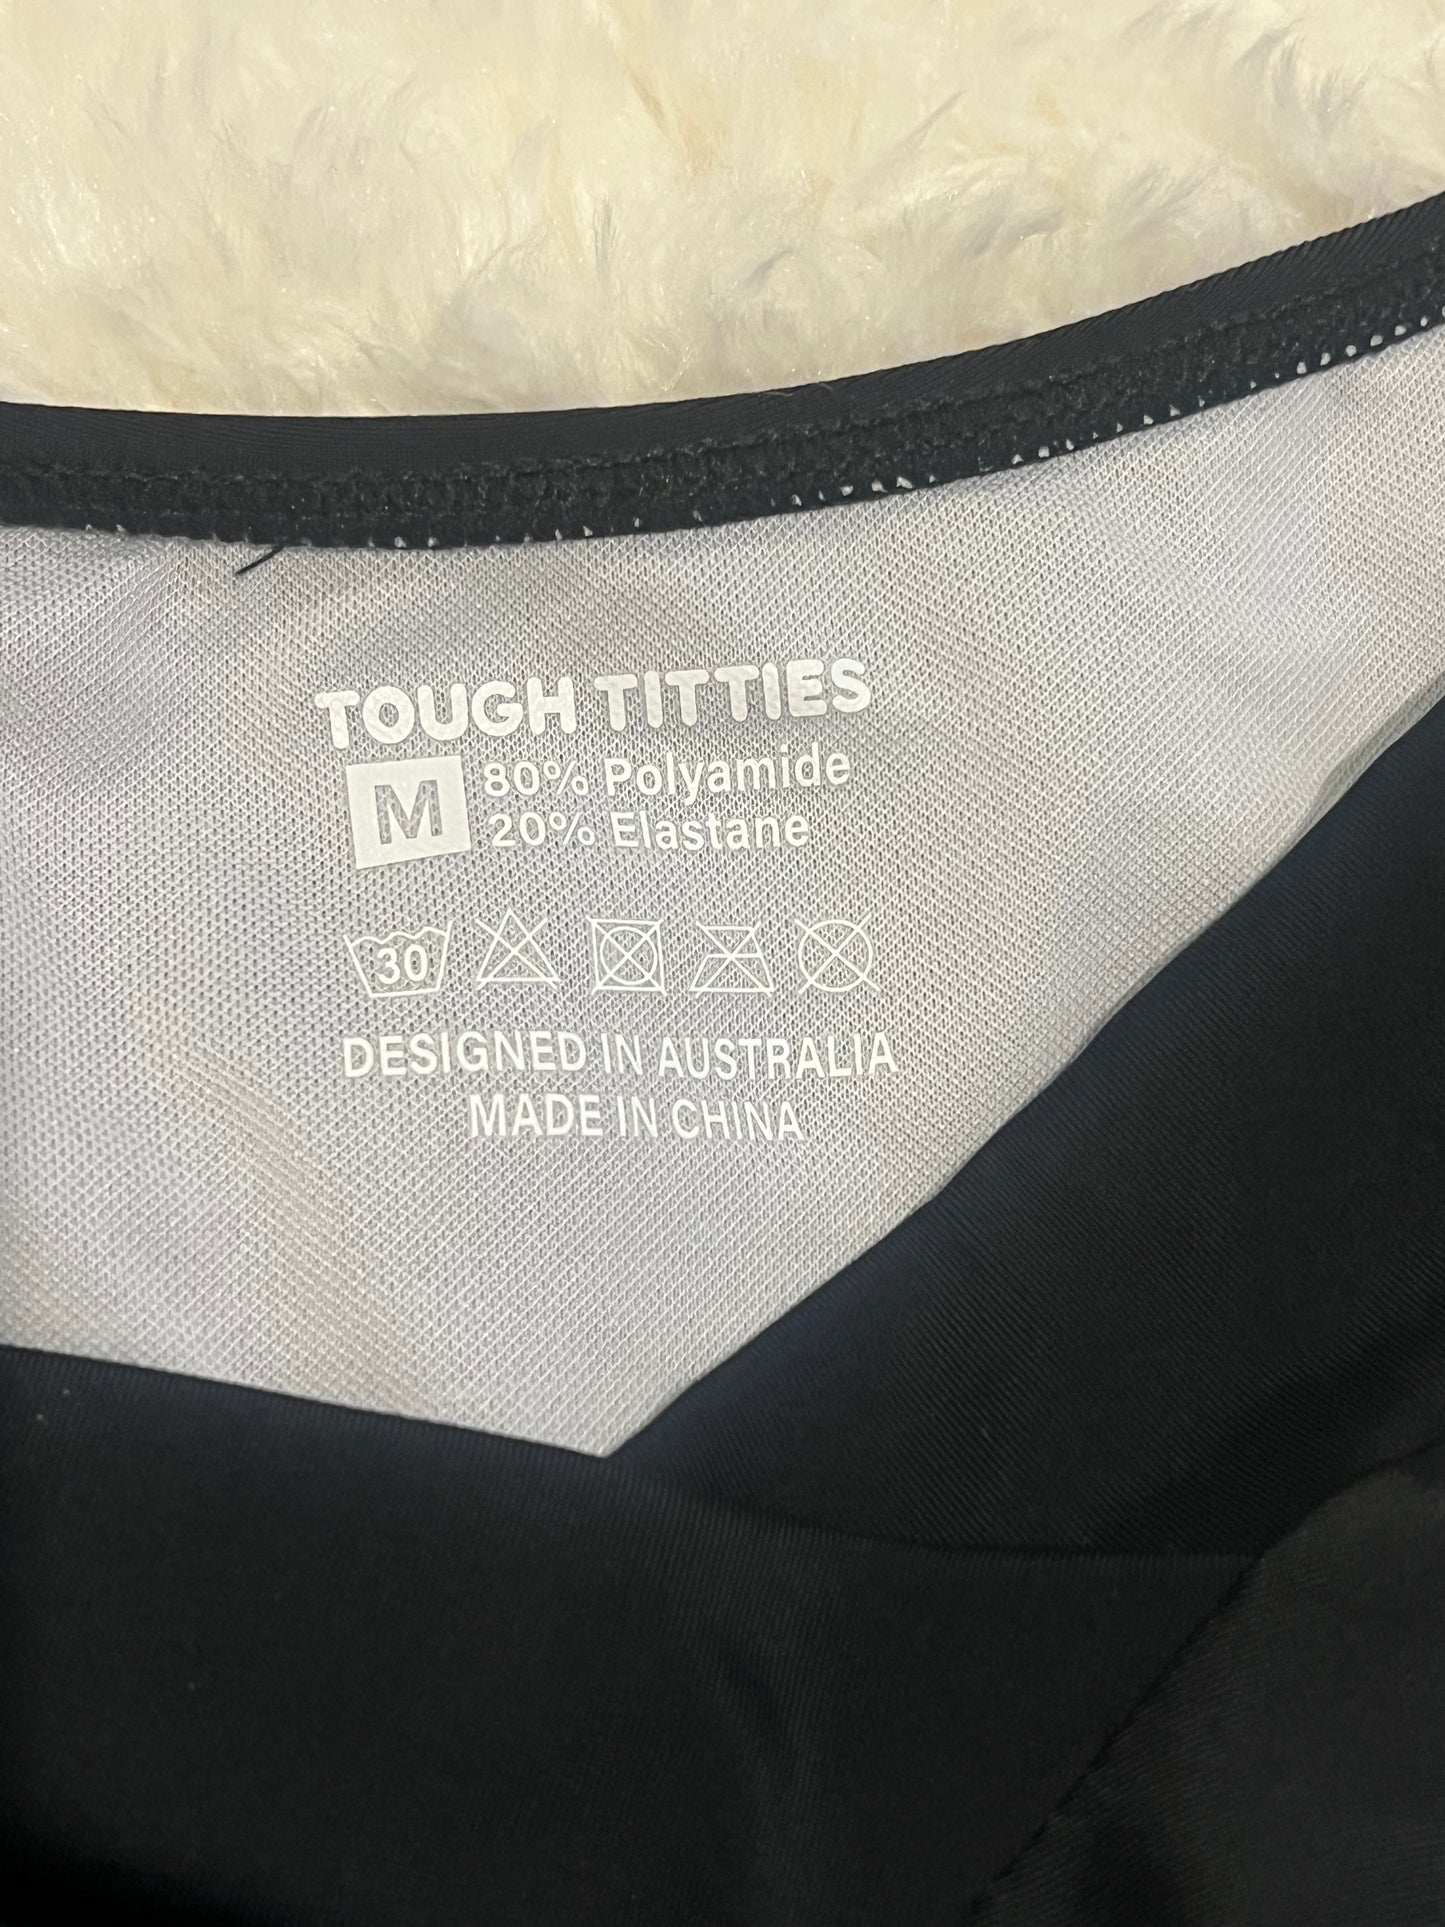 TOUGH TITTIES
M 80% Polyamide
20% Elastane
30
DESIGNED IN AUSTRALIA
MADE IN CHINA